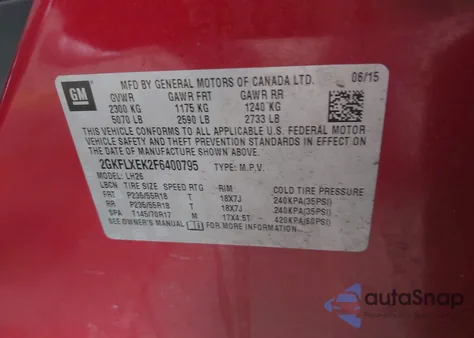 GM
MFD BY GENERAL MOTORS OF CANADA LTD. 06/15
GVWR GAWR FRT GAWR RR
2300 KG 1175 KG 1240 KG
5070 LB 2590 LB 2733 LB
THIS VEHICLE CONFORMS TO ALL APPLICABLE U.S. FEDERAL MOTOR
VEHICLE SAFETY AND THEFT PREVENTION STANDARDS IN EFFECT ON
THE DATE OF MANUFACTURE SHOWN ABOVE.
2GKFLXEK2F6400795 TYPE: M.P.V.
MODEL: LH26
LBCN TIRE SIZE SPEED RTG RIM COLD TIRE PRESSURE
FRT P235/55R18 T 18X7J 240KPA(35PSI)
RR P235/55R18 T 18X7J 240KPA(35PSI)
SPA T145/70R17 M 17X4.5T 420KPA(60PSI)
SEE OWNER'S MANUAL FOR MORE INFORMATION
autoSnap